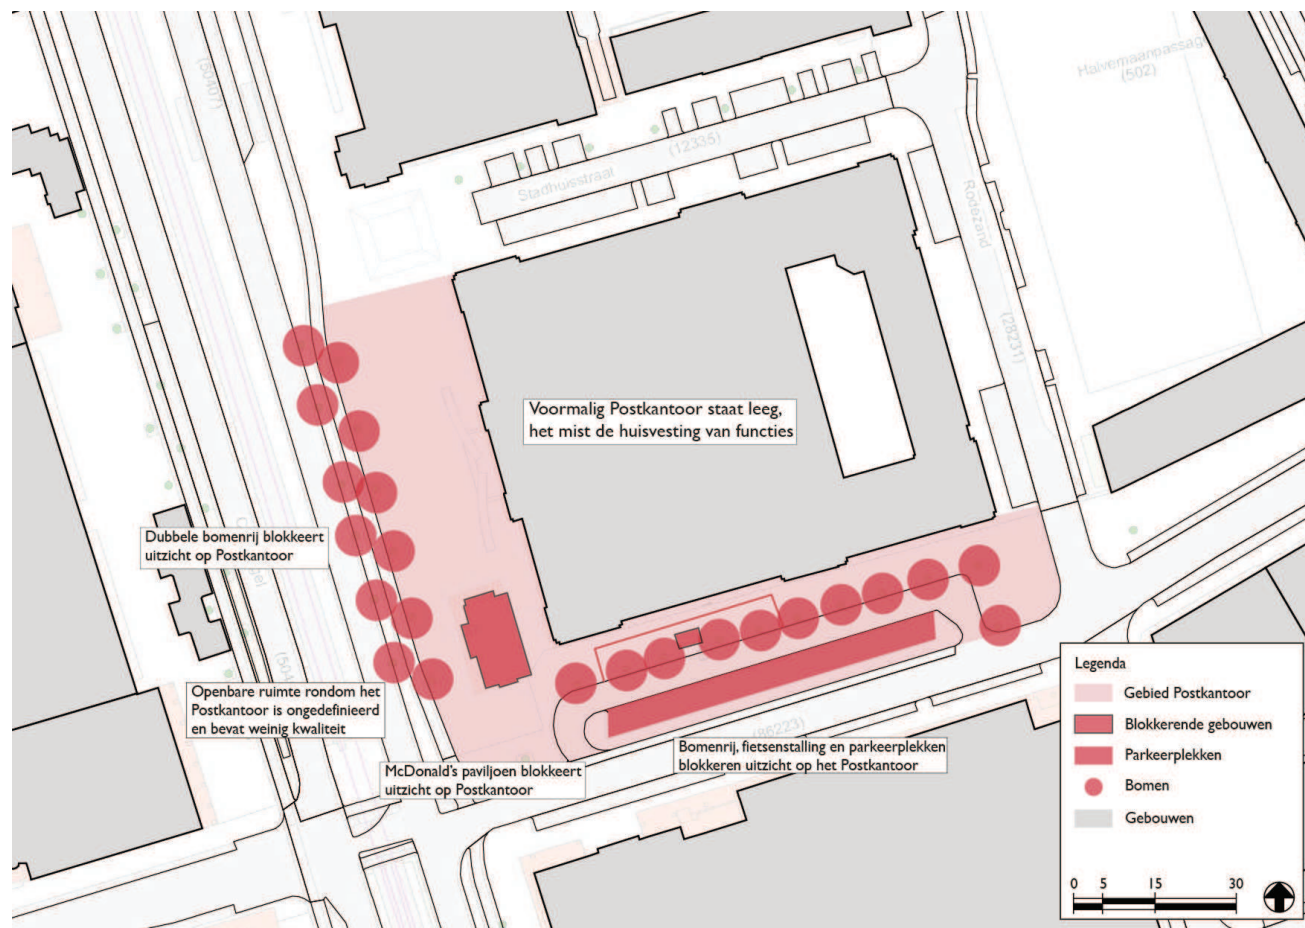 (50407)
Halvemaanpassage
(502)
(12335)
Stadhuisstraat
Rodezand
(28231)
Voormalig Postkantoor staat leeg,
het mist de huisvesting van functies
Dubbele bomenrij blokkeert
uitzicht op Postkantoor
Openbare ruimte rondom het
Postkantoor is ongedefinieerd
en bevat weinig kwaliteit
(86223)
McDonald's paviljoen blokkeert
uitzicht op Postkantoor
Bomenrij, fietsenstalling en parkeerplekken
blokkeren uitzicht op het Postkantoor
Legenda
Gebied Postkantoor
Blokkerende gebouwen
Parkeerplekken
Bomen
Gebouwen
0 5 15 30